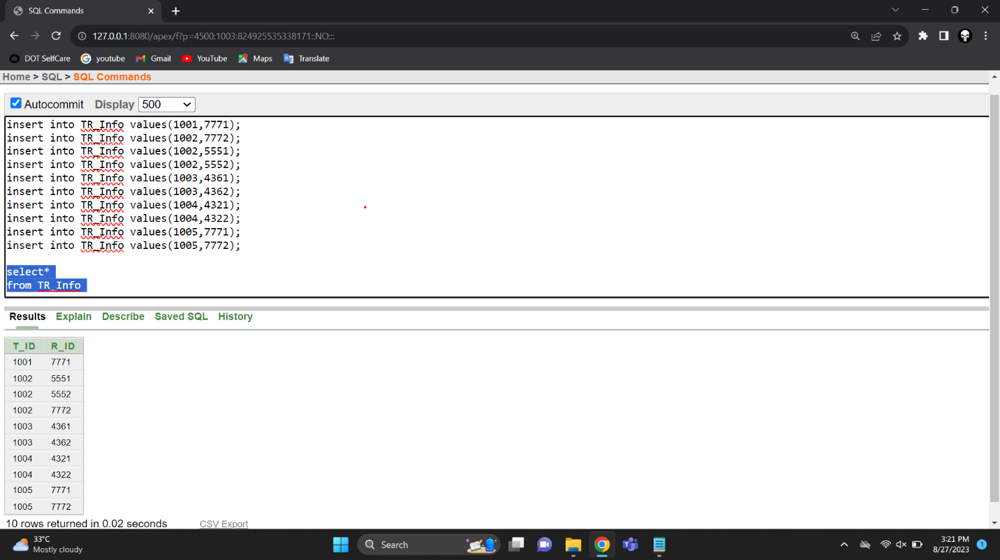 SQL Commands
127.0.0.1:8080/apex/f?p=4500:1003:824925535338171::NO:::
DOT SelfCare youtube Gmail YouTube Maps Translate
Home > SQL > SQL Commands
Autocommit Display 500
insert into TR_Info values(1001,7771);
insert into TR_Info values(1002,7772);
insert into TR_Info values(1002,5551);
insert into TR_Info values(1002,5552);
insert into TR_Info values(1003,4361);
insert into TR_Info values(1003,4362);
insert into TR_Info values(1004,4321);
insert into TR_Info values(1004,4322);
insert into TR_Info values(1005,7771);
insert into TR_Info values(1005,7772);
select*
from TR_Info
Results Explain Describe Saved SQL History
T_ID R_ID
1001 7771
1002 5551
1002 5552
1002 7772
1003 4361
1003 4362
1004 4321
1004 4322
1005 7771
1005 7772
10 rows returned in 0.02 seconds CSV Export
33°C
Mostly cloudy
Search
3:21 PM
8/27/2023
1